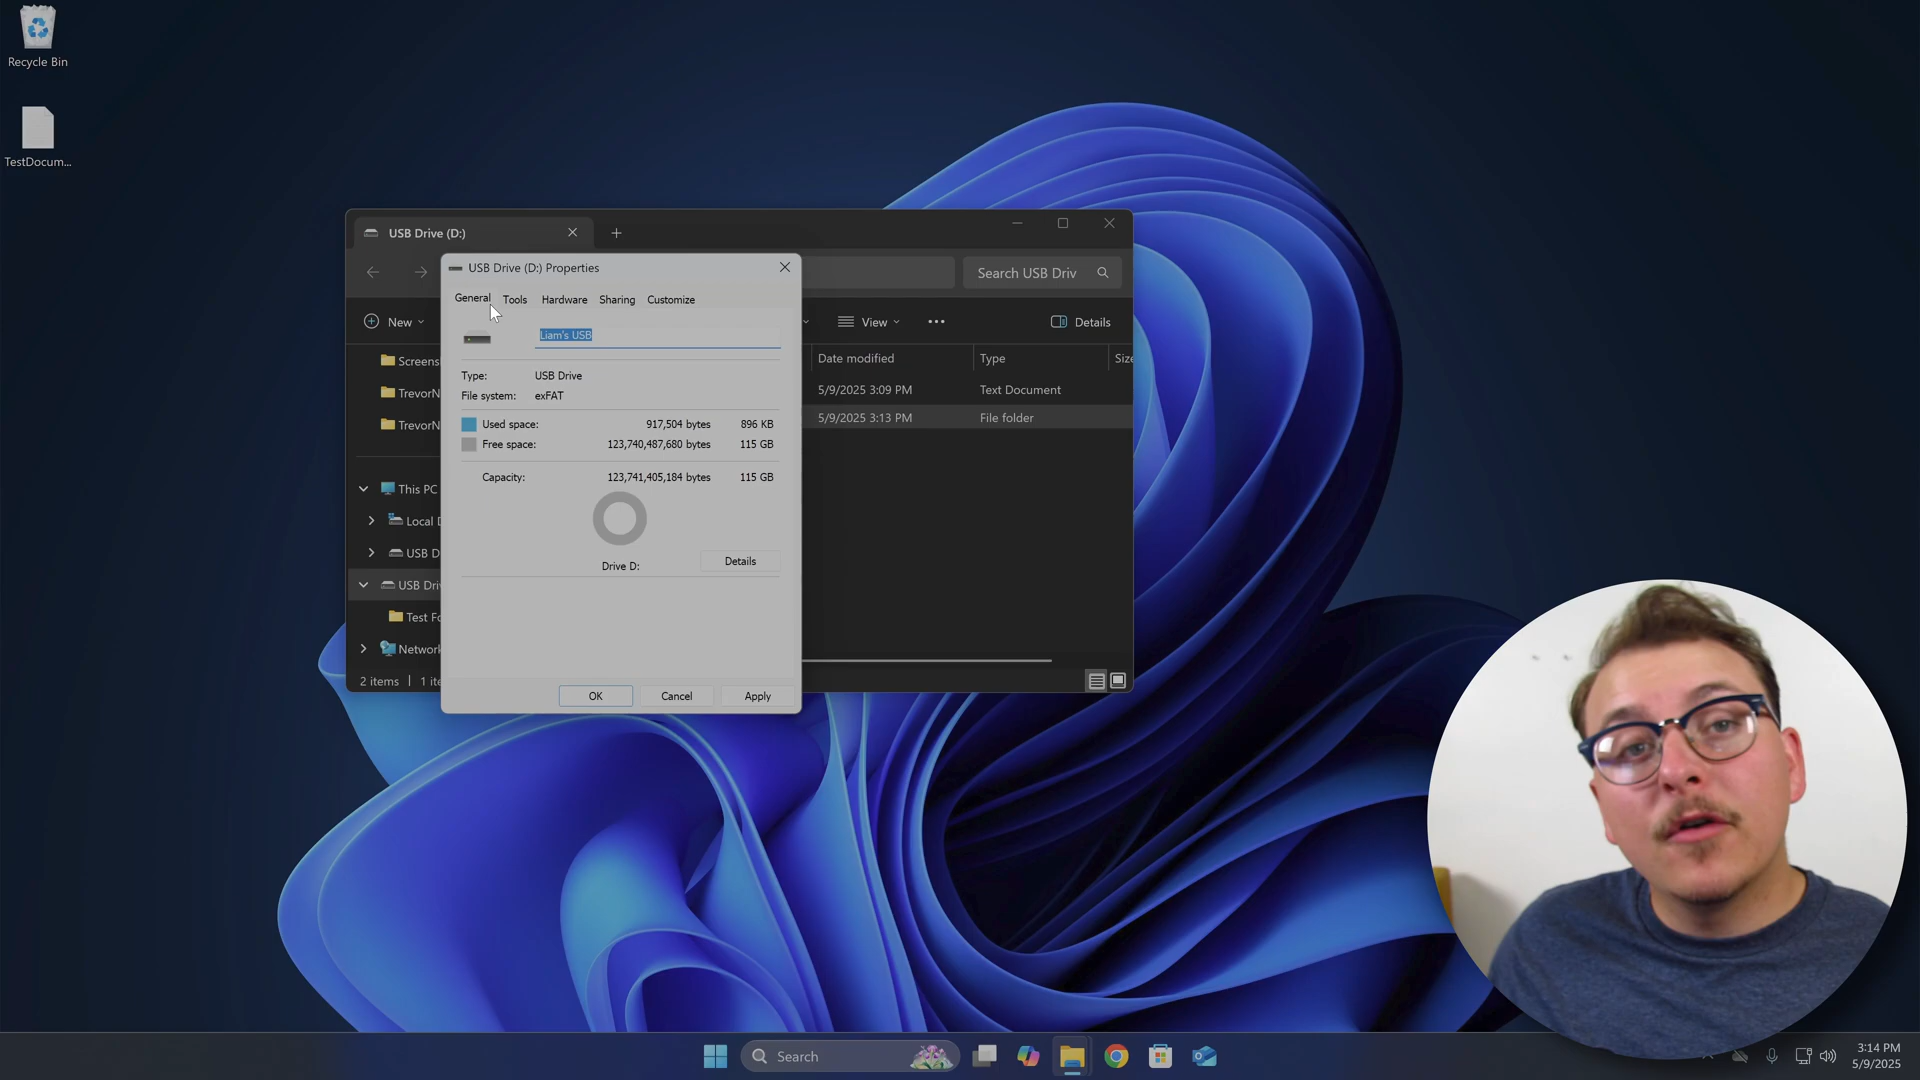 Recycle Bin
TestDocum...
USB Drive (D:)
Search USB Driv
New
View
Details
USB Drive (D:) Properties
General Tools Hardware Sharing Customize
Liam's USB
Type: USB Drive
File system: exFAT
Used space: 917,504 bytes 896 KB
Free space: 123,740,487,680 bytes 115 GB
Capacity: 123,741,405,184 bytes 115 GB
Drive D:
Details
OK Cancel Apply
Screens
TrevorN
TrevorN
This PC
Local D
USB D
USB Driv
Test Fo
Network
2 items 1 ite
Date modified Type Size
5/9/2025 3:09 PM Text Document
5/9/2025 3:13 PM File folder
Search
3:14 PM
5/9/2025